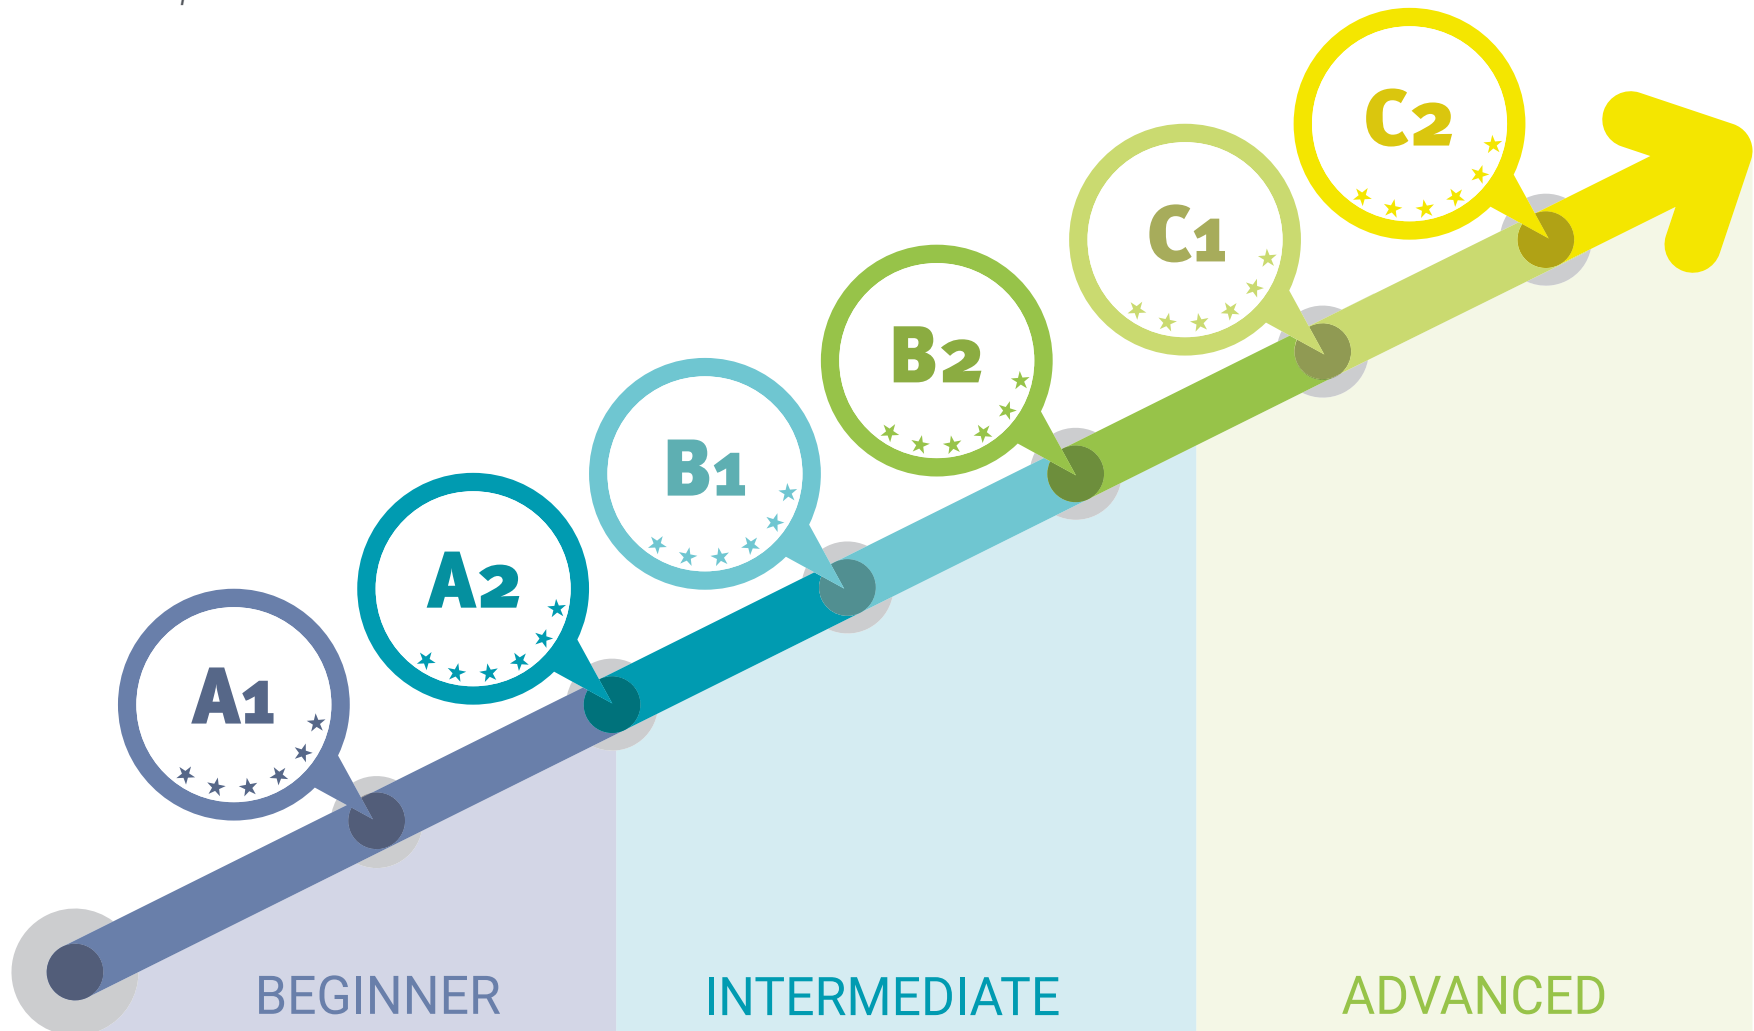 C2
C1
B2
B1
A2
A1
BEGINNER
INTERMEDIATE
ADVANCED